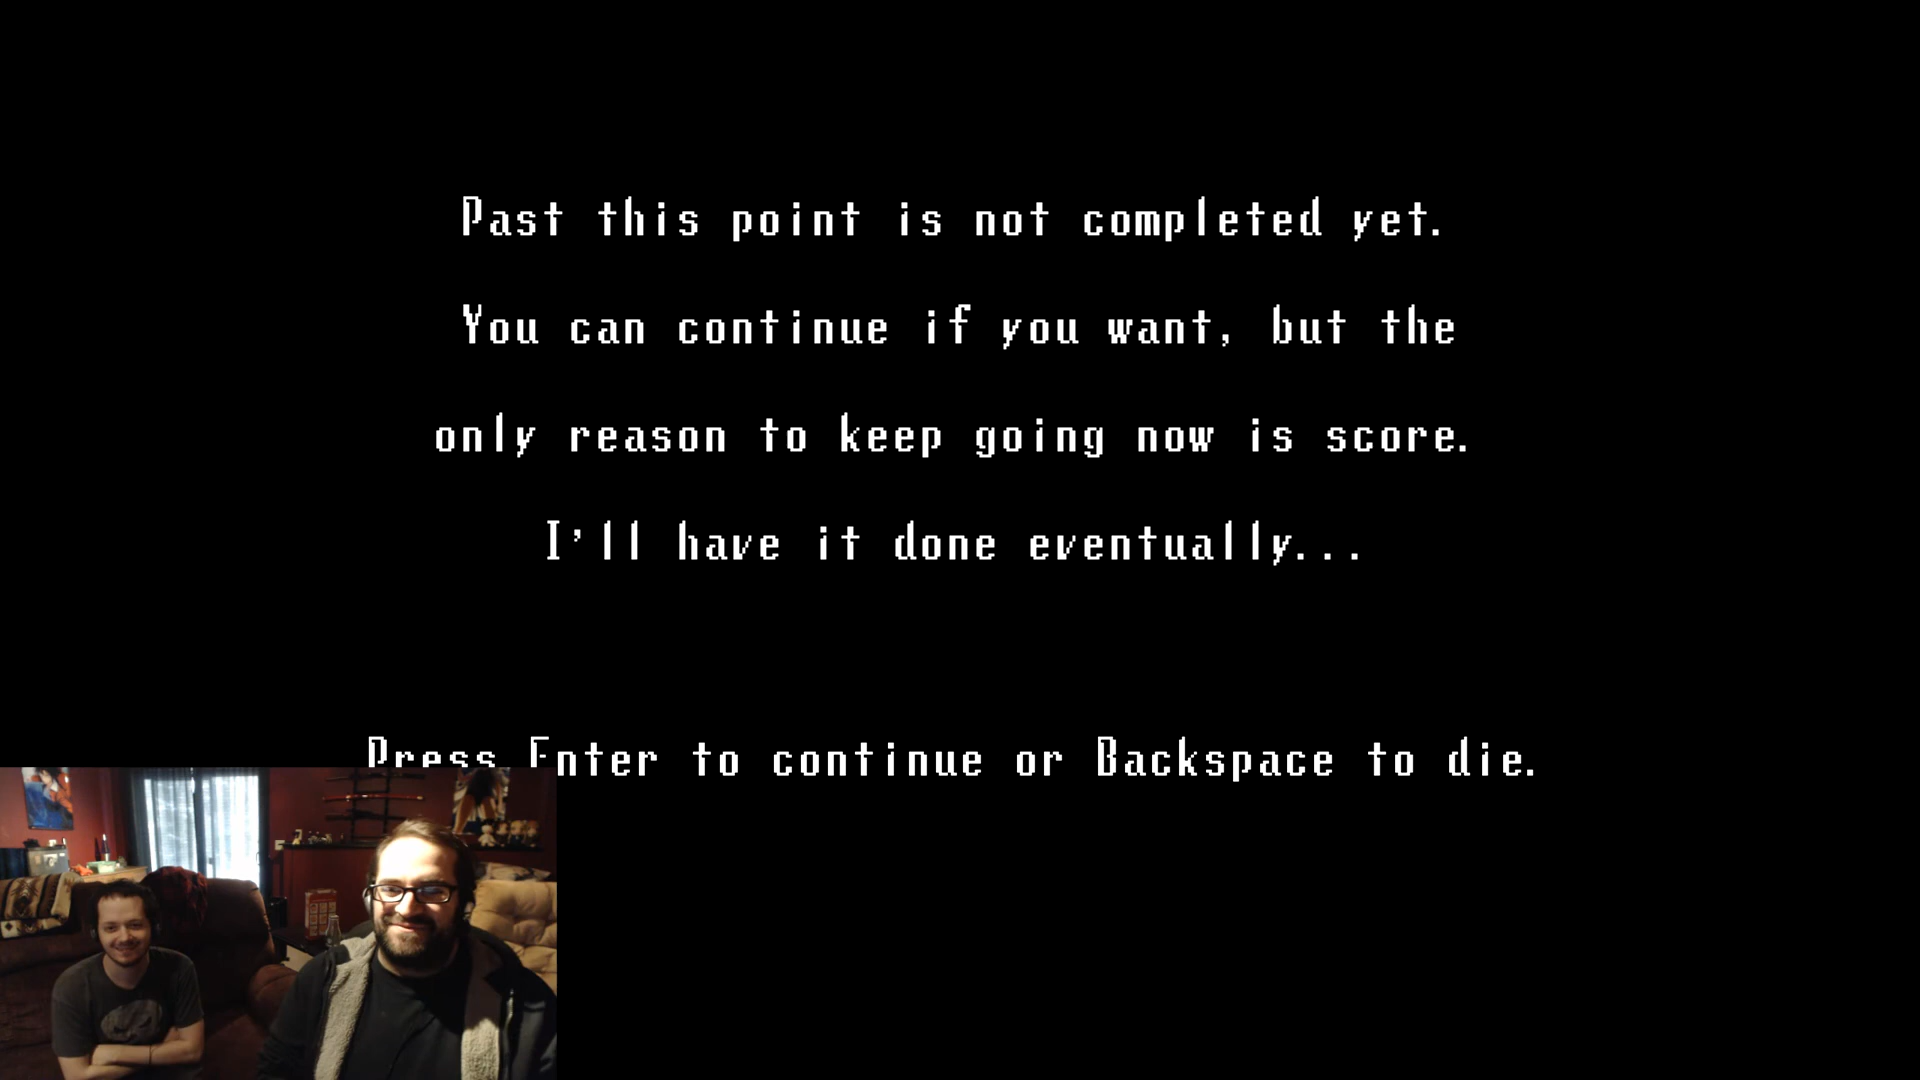 Past this point is not completed yet.
You can continue if you want, but the
only reason to keep going now is score.
I'll have it done eventually...
Press Enter to continue or Backspace to die.